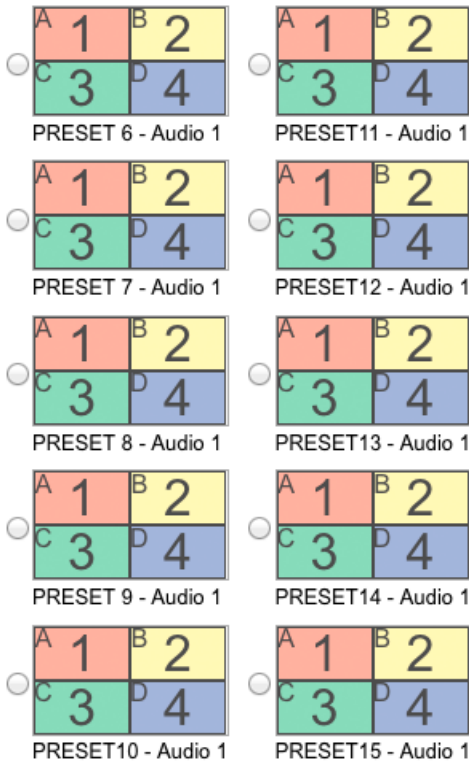 A 1 B 2 A 1 B 2
C 3 D 4 C 3 D 4
PRESET 6 - Audio 1 PRESET11 - Audio 1
A 1 B 2 A 1 B 2
C 3 D 4 C 3 D 4
PRESET 7 - Audio 1 PRESET12 - Audio 1
A 1 B 2 A 1 B 2
C 3 D 4 C 3 D 4
PRESET 8 - Audio 1 PRESET13 - Audio 1
A 1 B 2 A 1 B 2
C 3 D 4 C 3 D 4
PRESET 9 - Audio 1 PRESET14 - Audio 1
A 1 B 2 A 1 B 2
C 3 D 4 C 3 D 4
PRESET10 - Audio 1 PRESET15 - Audio 1